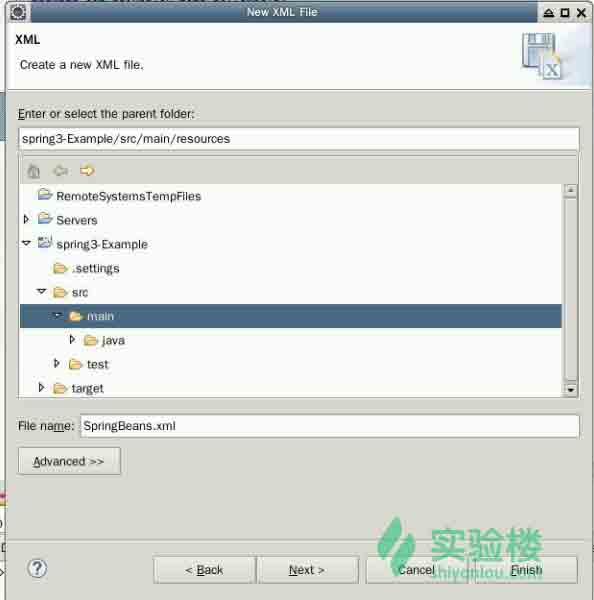 New XML File
XML
Create a new XML file.
X
Enter or select the parent folder:
spring3-Example/src/main/resources
RemoteSystemsTempFiles
Servers
spring3-Example
.settings
src
main
java
test
target
File name: SpringBeans.xml
Advanced >>
实验楼
shiyanlou.com
? < Back Next > Cancel Finish